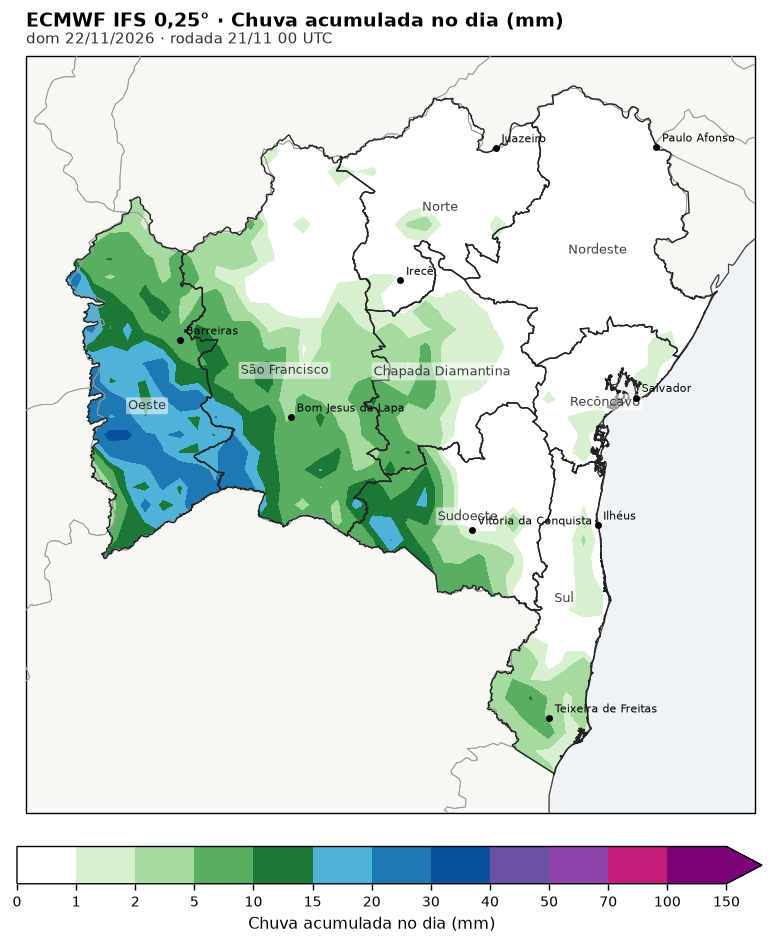 ECMWF IFS 0,25° · Chuva acumulada no dia (mm)
dom 22/11/2026 · rodada 21/11 00 UTC
Juazeiro
Paulo Afonso
Norte
Nordeste
Irecê
Barreiras
São Francisco
Chapada Diamantina
Salvador
Recôncavo
Oeste
Bom Jesus da Lapa
Sudoeste
Vitória da Conquista
Ilhéus
Sul
Teixeira de Freitas
0 1 2 5 10 15 20 30 40 50 70 100 150
Chuva acumulada no dia (mm)